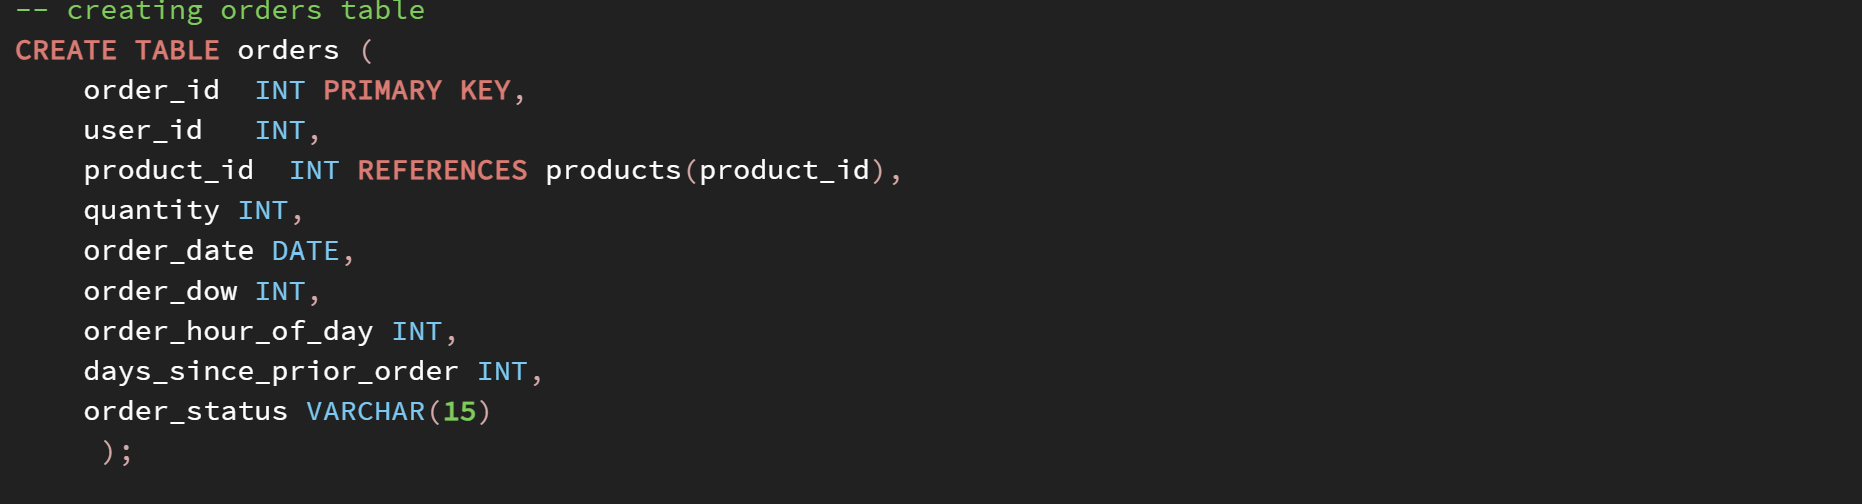 -- creating orders table
CREATE TABLE orders (
    order_id  INT PRIMARY KEY,
    user_id   INT,
    product_id  INT REFERENCES products(product_id),
    quantity INT,
    order_date DATE,
    order_dow INT,
    order_hour_of_day INT,
    days_since_prior_order INT,
    order_status VARCHAR(15)
     );